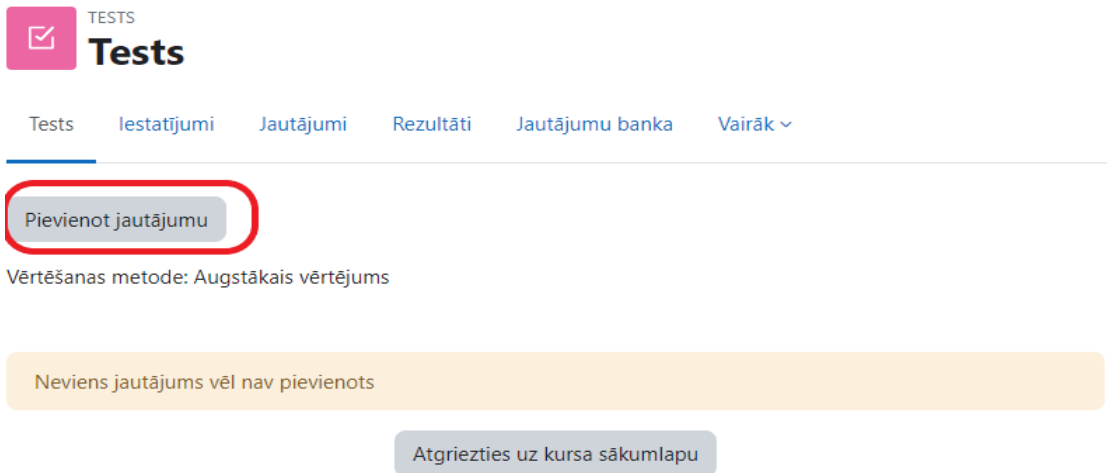 TESTS
Tests
Tests Iestatījumi Jautājumi Rezultāti Jautājumu banka Vairāk
Pievienot jautājumu
Vērtēšanas metode: Augstākais vērtējums
Neviens jautājums vēl nav pievienots
Atgriezties uz kursa sākumlapu